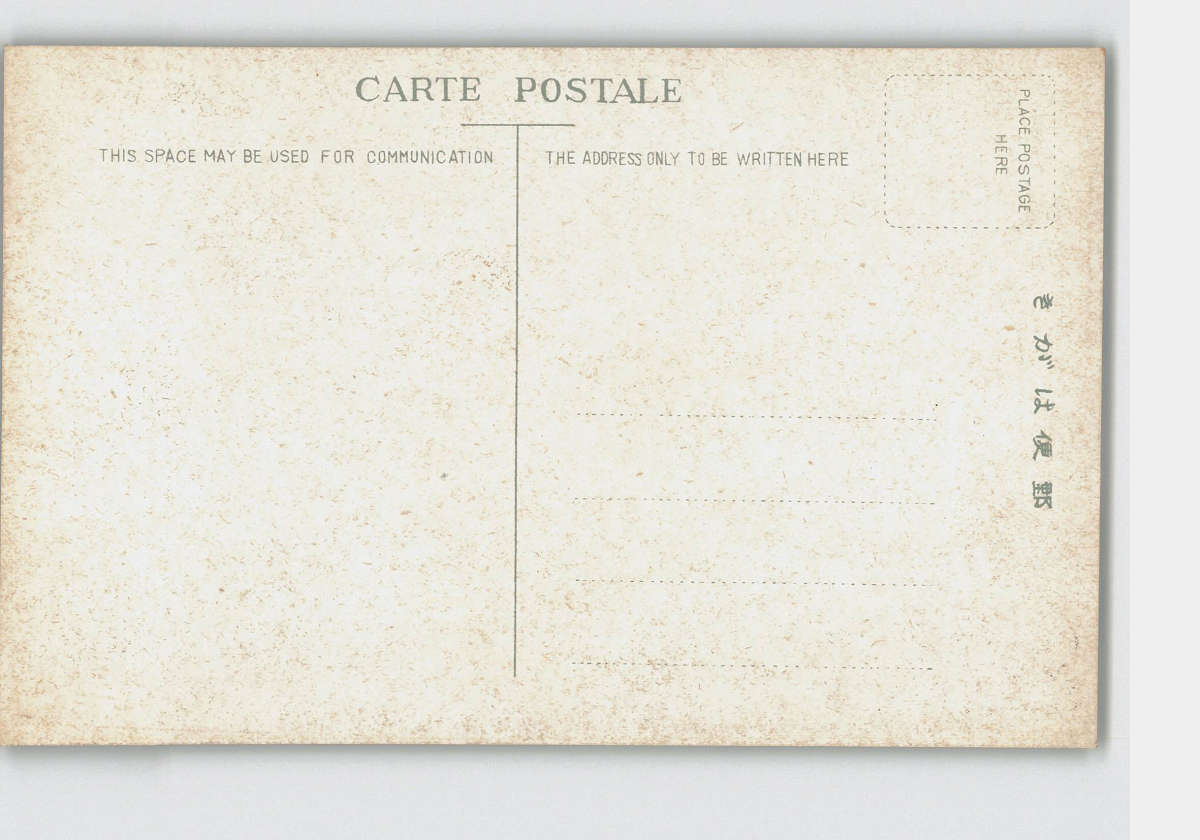 CARTE POSTALE
THIS SPACE MAY BE USED FOR COMMUNICATION
THE ADDRESS ONLY TO BE WRITTEN HERE
PLACE POSTAGE
HERE
きがは便郵